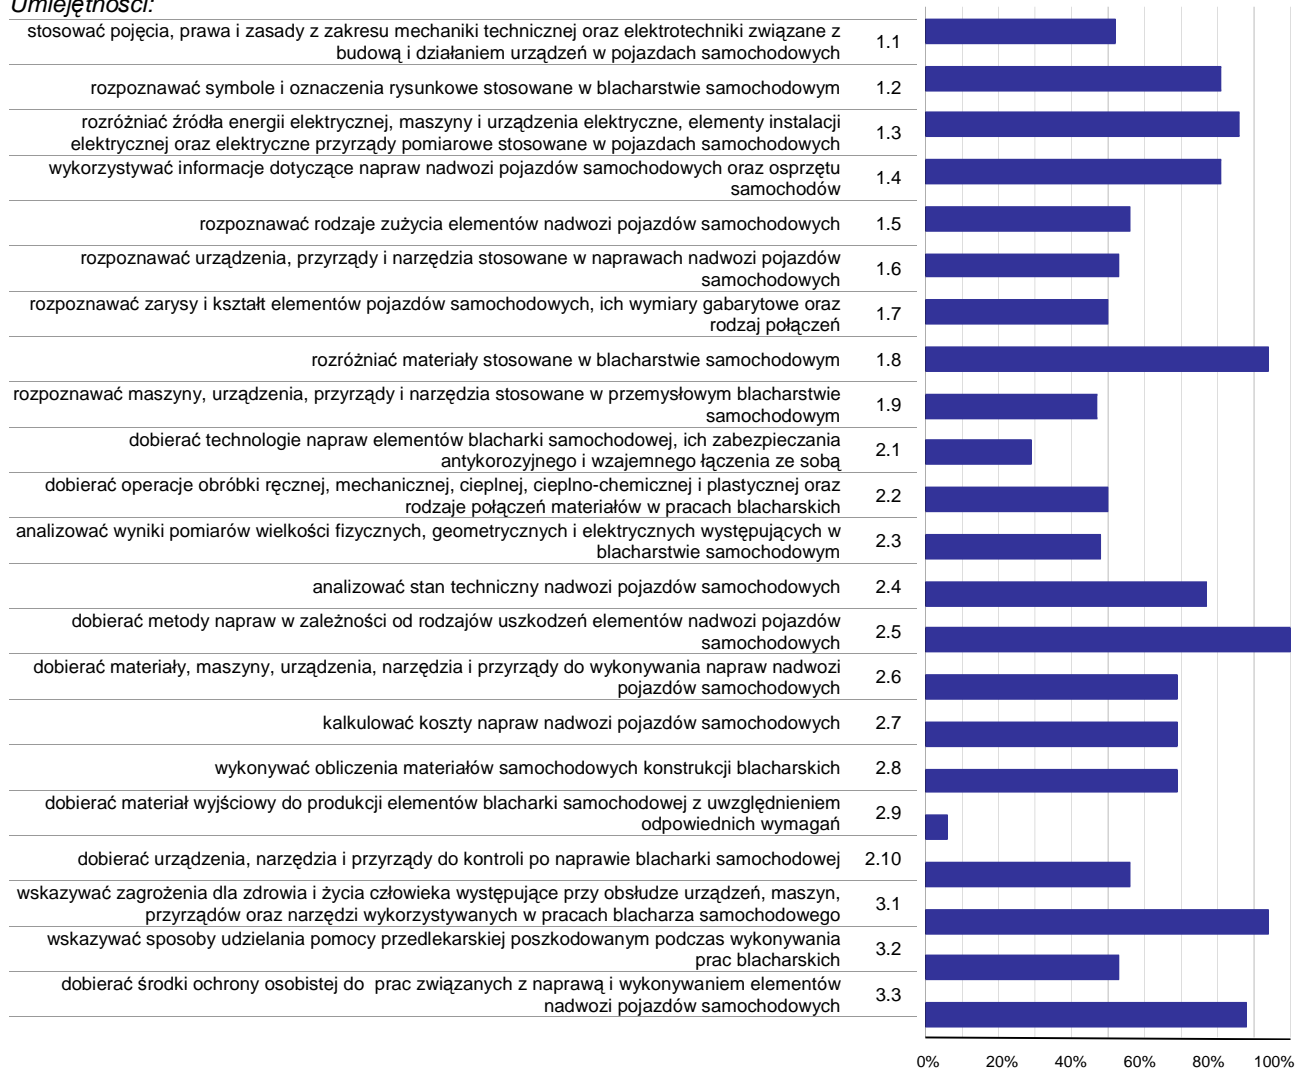 Umiejętności:
stosować pojęcia, prawa i zasady z zakresu mechaniki technicznej oraz elektrotechniki związane z
budową i działaniem urządzeń w pojazdach samochodowych
1.1
rozpoznawać symbole i oznaczenia rysunkowe stosowane w blacharstwie samochodowym
1.2
rozróżniać źródła energii elektrycznej, maszyny i urządzenia elektryczne, elementy instalacji
elektrycznej oraz elektryczne przyrządy pomiarowe stosowane w pojazdach samochodowych
1.3
wykorzystywać informacje dotyczące napraw nadwozi pojazdów samochodowych oraz osprzętu
samochodów
1.4
rozpoznawać rodzaje zużycia elementów nadwozi pojazdów samochodowych
1.5
rozpoznawać urządzenia, przyrządy i narzędzia stosowane w naprawach nadwozi pojazdów
samochodowych
1.6
rozpoznawać zarysy i kształt elementów pojazdów samochodowych, ich wymiary gabarytowe oraz
rodzaj połączeń
1.7
rozróżniać materiały stosowane w blacharstwie samochodowym
1.8
rozpoznawać maszyny, urządzenia, przyrządy i narzędzia stosowane w przemysłowym blacharstwie
samochodowym
1.9
dobierać technologie napraw elementów blacharki samochodowej, ich zabezpieczania
antykorozyjnego i wzajemnego łączenia ze sobą
2.1
dobierać operacje obróbki ręcznej, mechanicznej, cieplnej, cieplno-chemicznej i plastycznej oraz
rodzaje połączeń materiałów w pracach blacharskich
2.2
analizować wyniki pomiarów wielkości fizycznych, geometrycznych i elektrycznych występujących w
blacharstwie samochodowym
2.3
analizować stan techniczny nadwozi pojazdów samochodowych
2.4
dobierać metody napraw w zależności od rodzajów uszkodzeń elementów nadwozi pojazdów
samochodowych
2.5
dobierać materiały, maszyny, urządzenia, narzędzia i przyrządy do wykonywania napraw nadwozi
pojazdów samochodowych
2.6
kalkulować koszty napraw nadwozi pojazdów samochodowych
2.7
wykonywać obliczenia materiałów samochodowych konstrukcji blacharskich
2.8
dobierać materiał wyjściowy do produkcji elementów blacharki samochodowej z uwzględnieniem
odpowiednich wymagań
2.9
dobierać urządzenia, narzędzia i przyrządy do kontroli po naprawie blacharki samochodowej
2.10
wskazywać zagrożenia dla zdrowia i życia człowieka występujące przy obsłudze urządzeń, maszyn,
przyrządów oraz narzędzi wykorzystywanych w pracach blacharza samochodowego
3.1
wskazywać sposoby udzielania pomocy przedlekarskiej poszkodowanym podczas wykonywania
prac blacharskich
3.2
dobierać środki ochrony osobistej do prac związanych z naprawą i wykonywaniem elementów
nadwozi pojazdów samochodowych
3.3
0% 20% 40% 60% 80% 100%